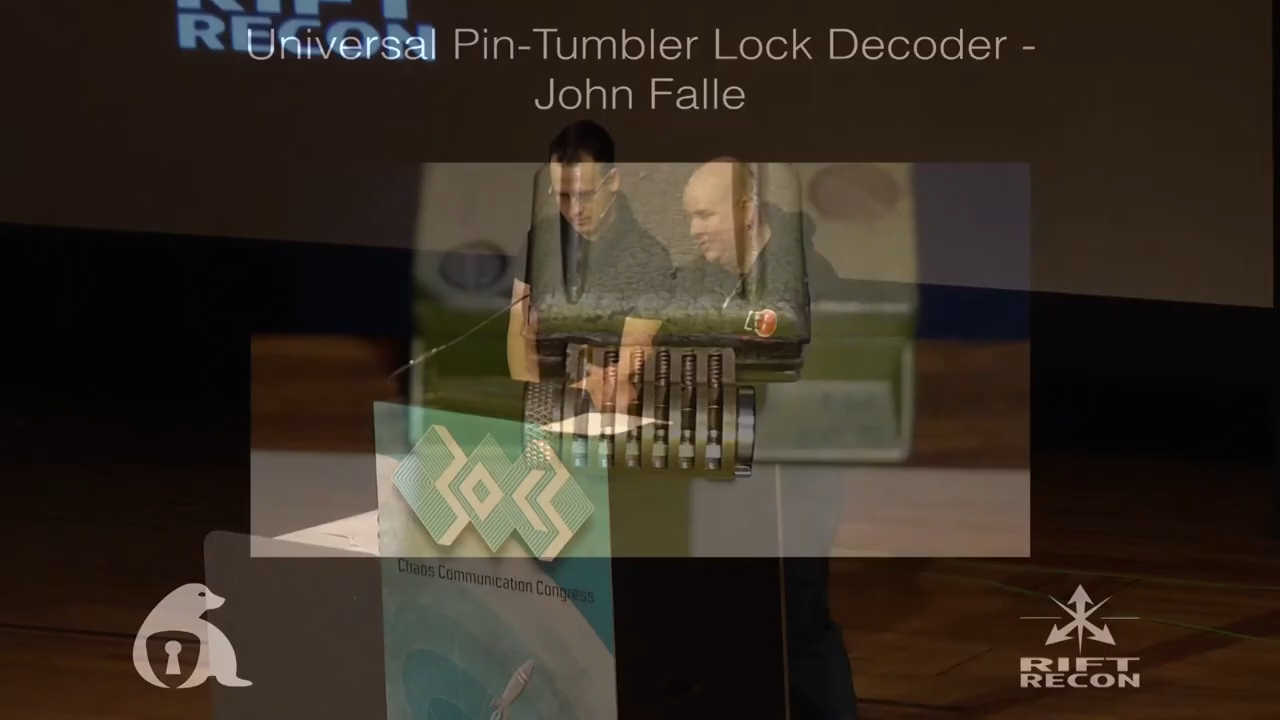 RIFT
RECON
Universal Pin-Tumbler Lock Decoder -
John Falle
Chaos Communication Congress
RIFT
RECON